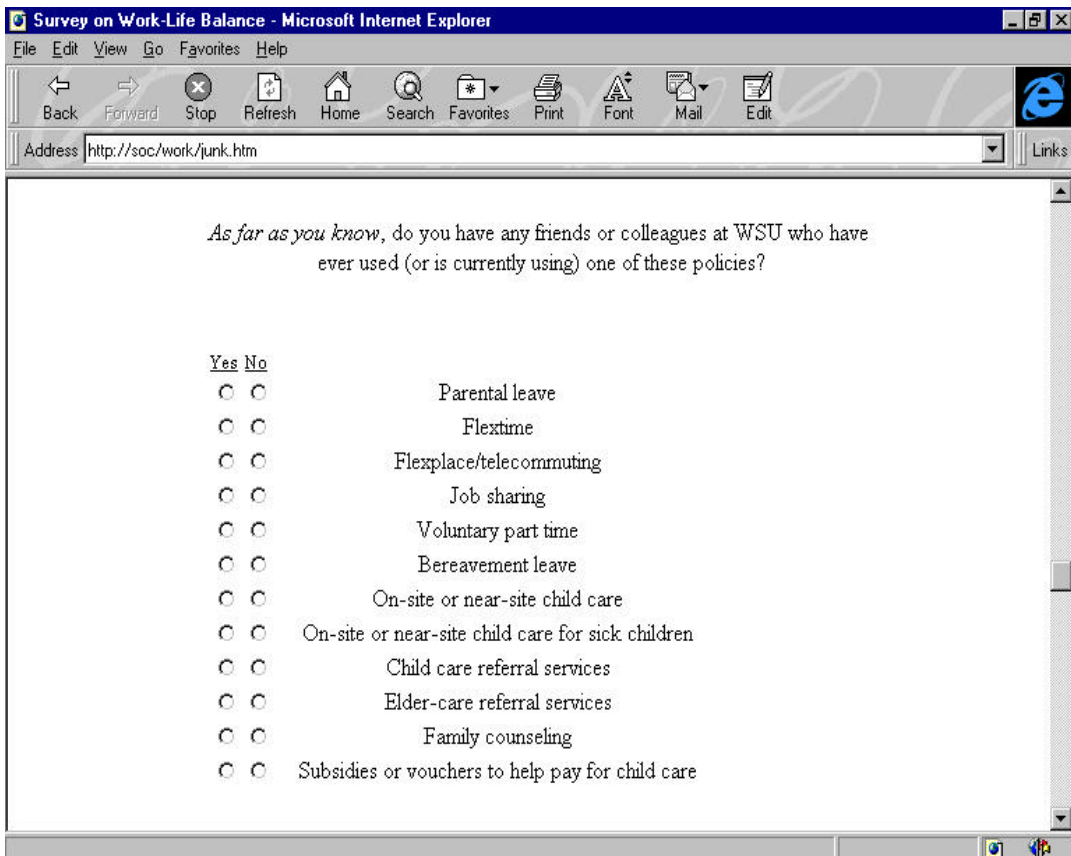 Survey on Work-Life Balance - Microsoft Internet Explorer
File Edit View Go Favorites Help
Back Forward Stop Refresh Home Search Favorites Print Font Mail Edit
Address http://soc/work/junk.htm Links
As far as you know, do you have any friends or colleagues at WSU who have
ever used (or is currently using) one of these policies?
Yes No
Parental leave
Flextime
Flexplace/telecommuting
Job sharing
Voluntary part time
Bereavement leave
On-site or near-site child care
On-site or near-site child care for sick children
Child care referral services
Elder-care referral services
Family counseling
Subsidies or vouchers to help pay for child care